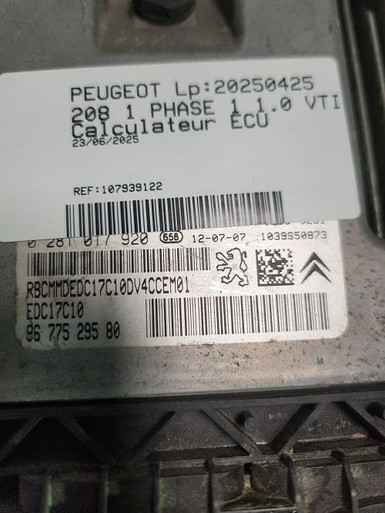 PEUGEOT Lp:20250425
208 1 PHASE 1 1.0 VTI
Calculateur ECU
23/06/2025
REF:107939122
0 281 017 920 658 12-07-07 1039S50873
RBCMMDEDC17C10DV4CCEM01
EDC17C10
96 775 295 80